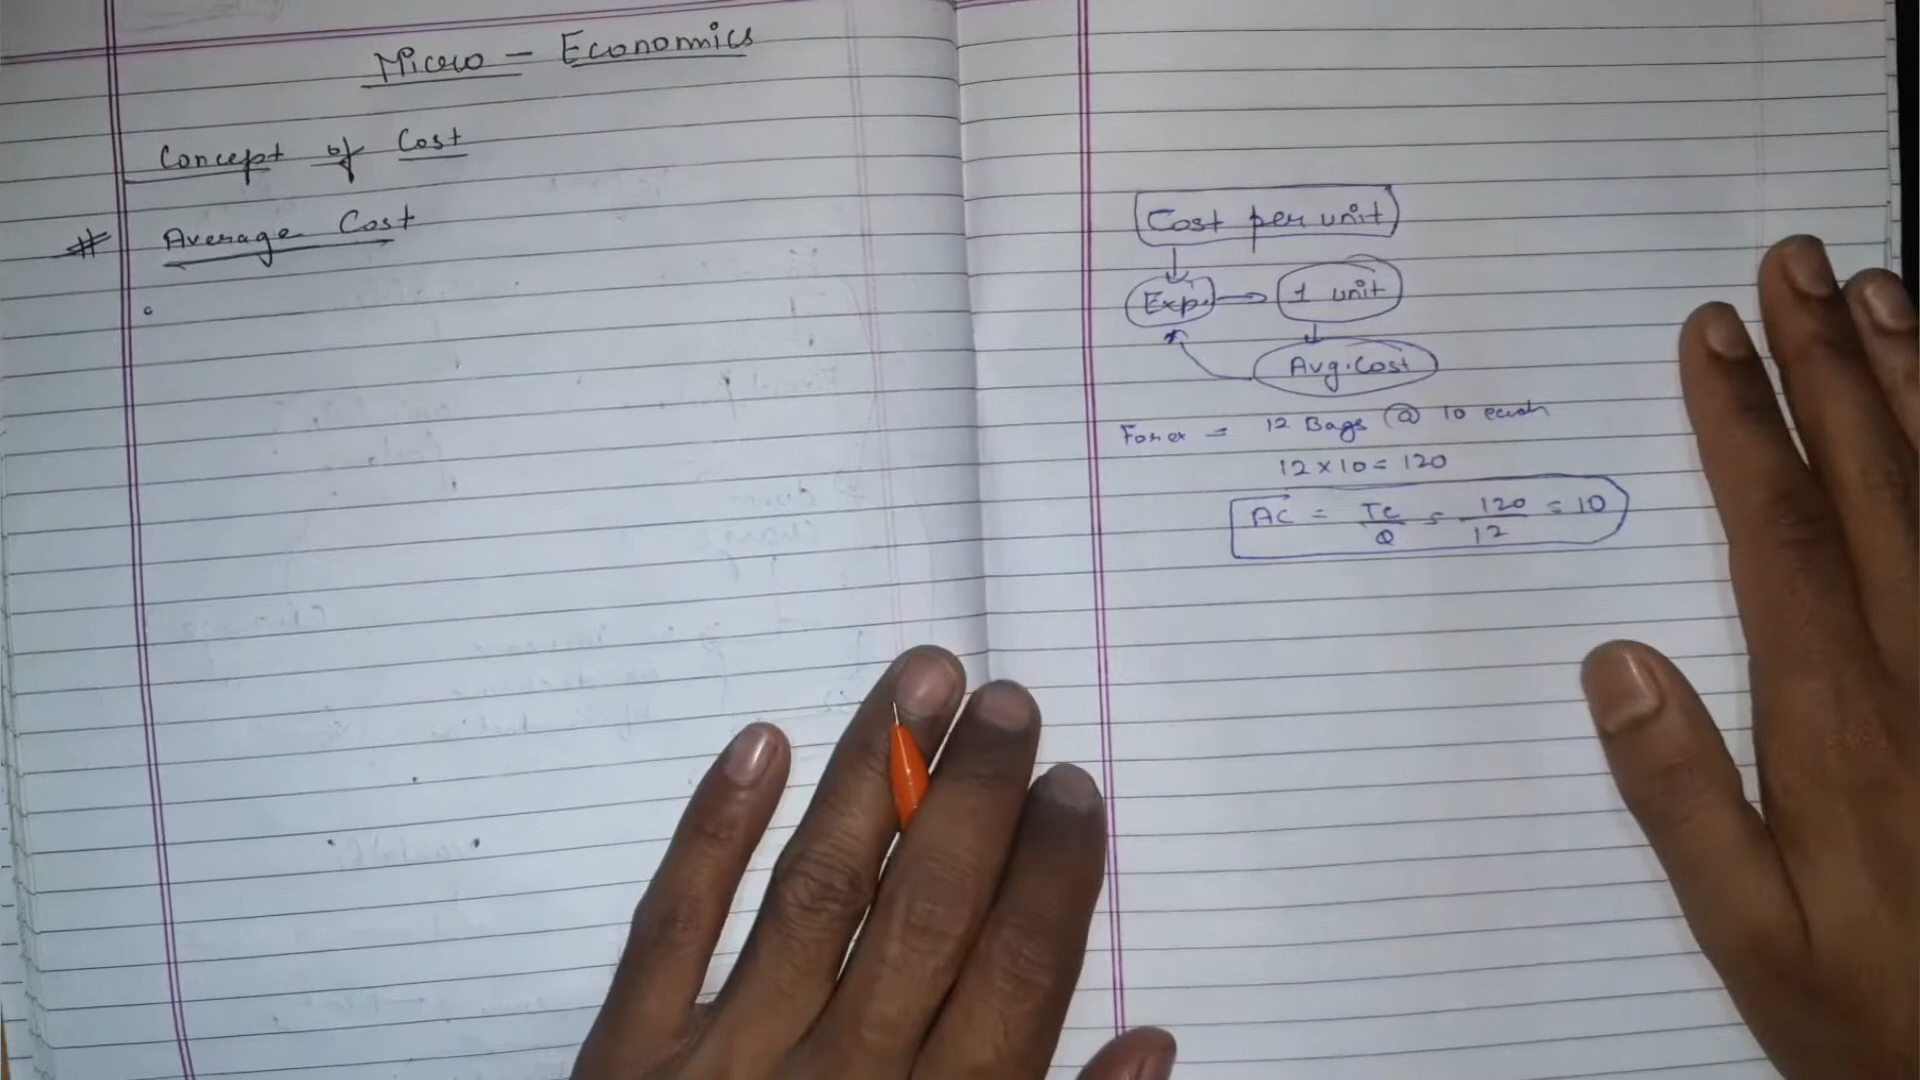 Micro - Economics
Concept of Cost
# Average Cost
Cost per unit
Exp. → 1 unit
Avg. Cost
For ex = 12 Bags @ 10 each
12 × 10 = 120
AC = TC/Q = 120/12 = 10